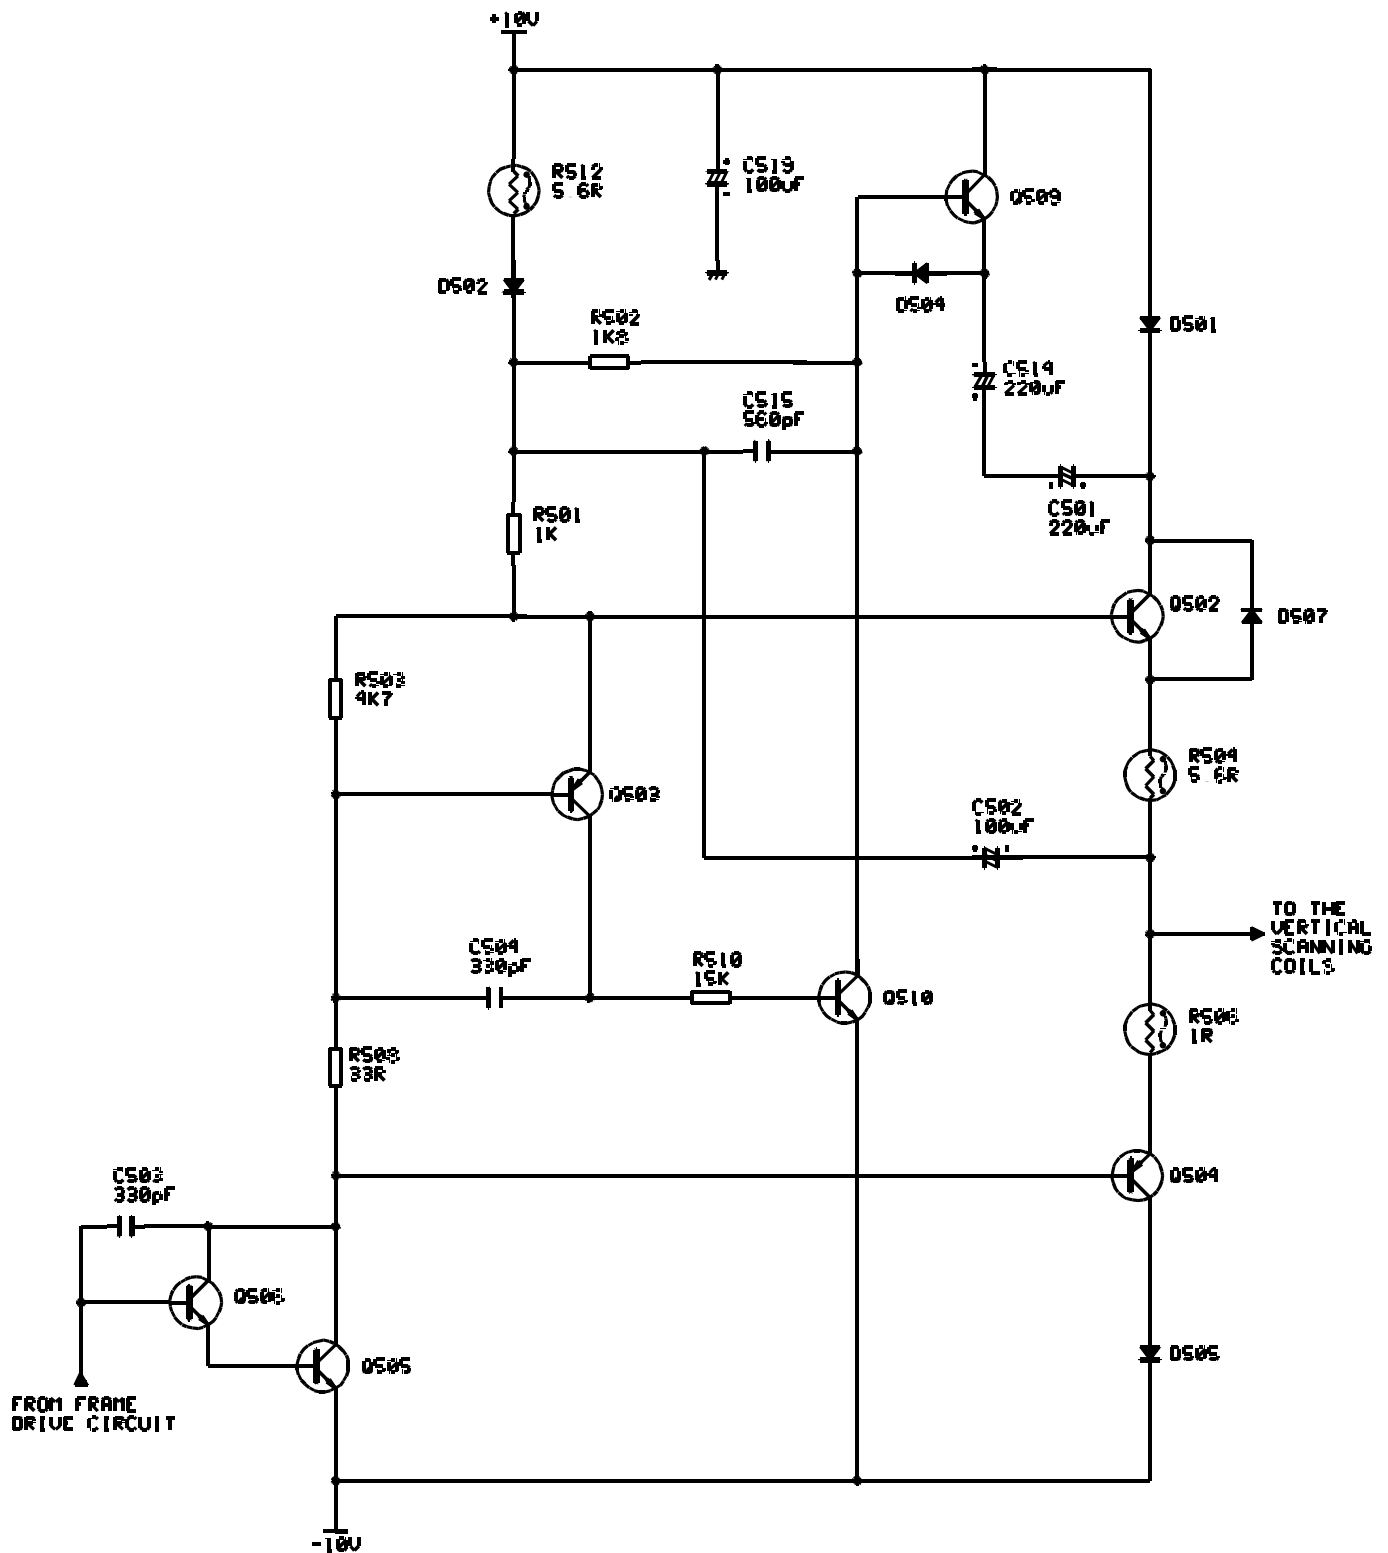 +10V
R512
5.6R
C519
100uF
Q509
D502
D504
R502
1K8
D501
C514
220uF
C515
560pF
R501
1K
C501
220uF
Q502
D507
R503
4K7
R504
5.6R
Q503
C502
100uF
TO THE
VERTICAL
SCANNING
COILS
C504
330pF
R510
15K
Q510
R506
1R
R508
33R
C503
330pF
Q504
Q506
Q505
D505
FROM FRAME
DRIVE CIRCUIT
-10V